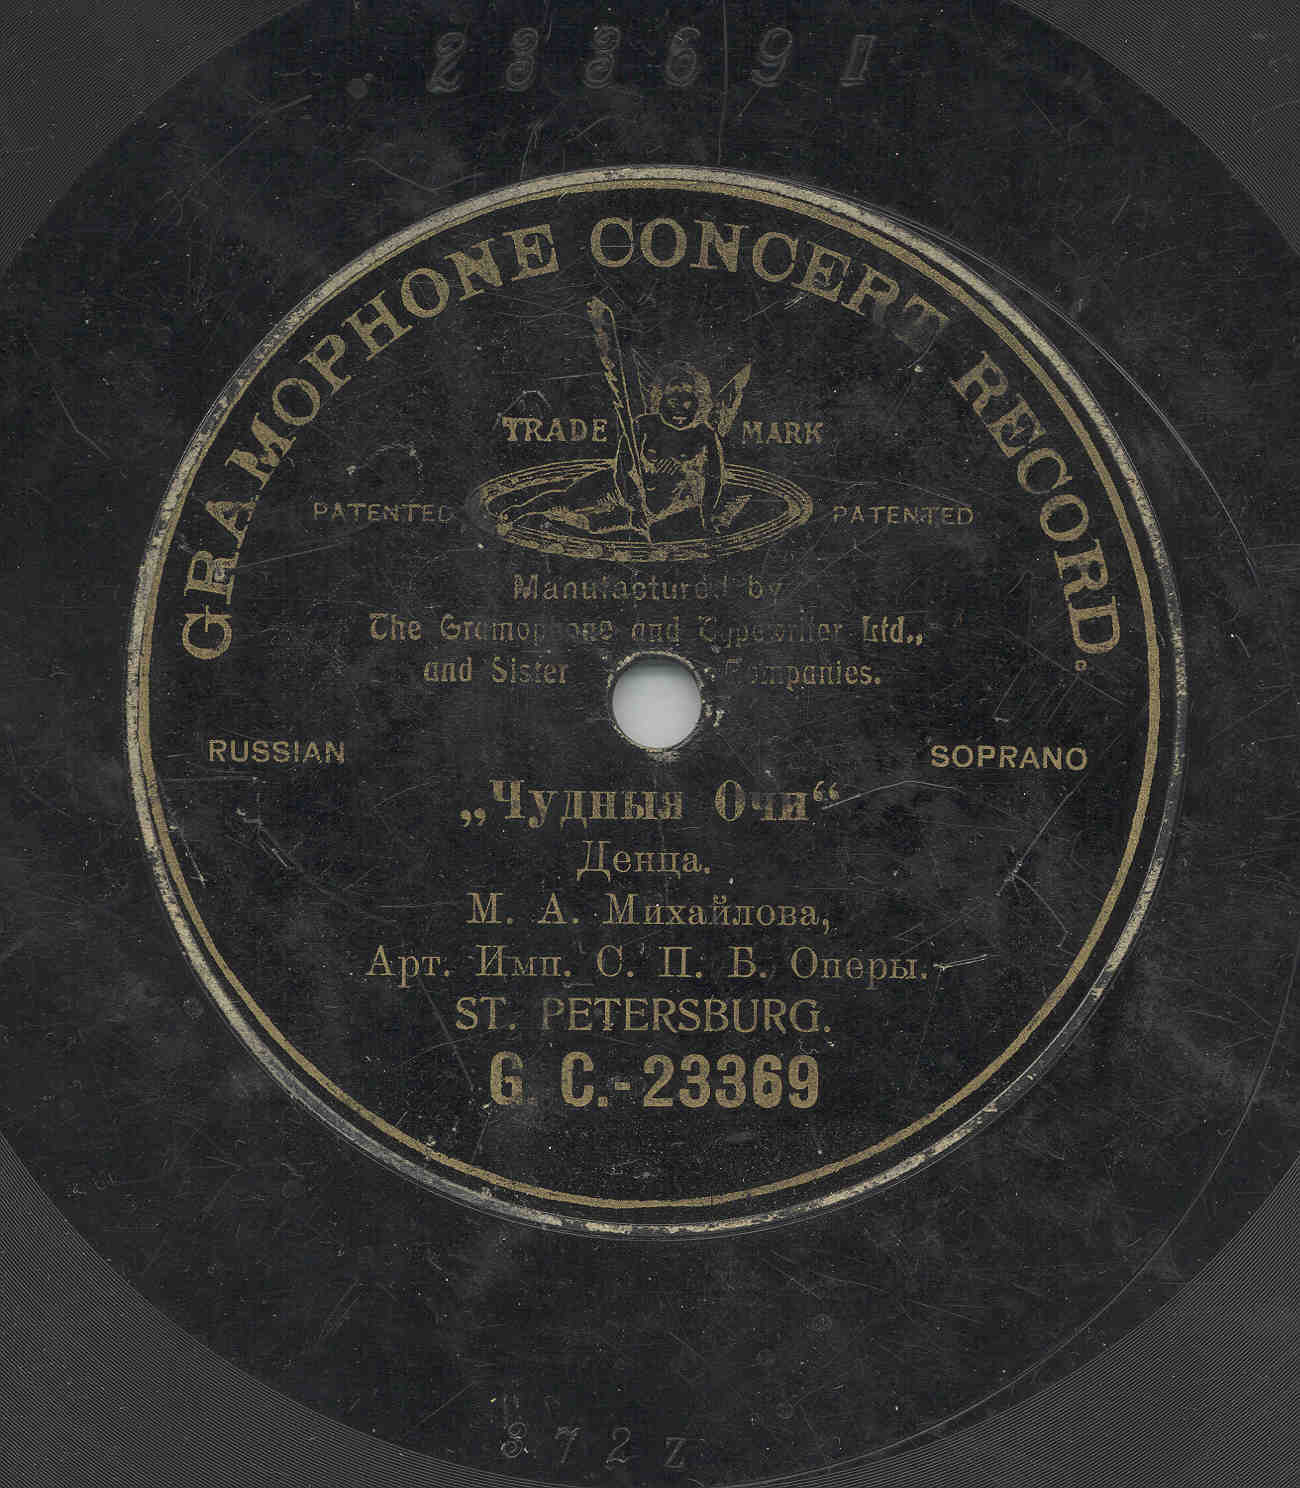 233691
GRAMOPHONE CONCERT RECORD.
TRADE MARK
PATENTED PATENTED
Manufactured by
The Gramophone and Typewriter Ltd.,
and Sister Companies.
RUSSIAN SOPRANO
„Чудныя Очи“
Денца.
М. А. Михайлова,
Арт. Имп. С. П. Б. Оперы.
ST. PETERSBURG.
G. C.-23369
372z